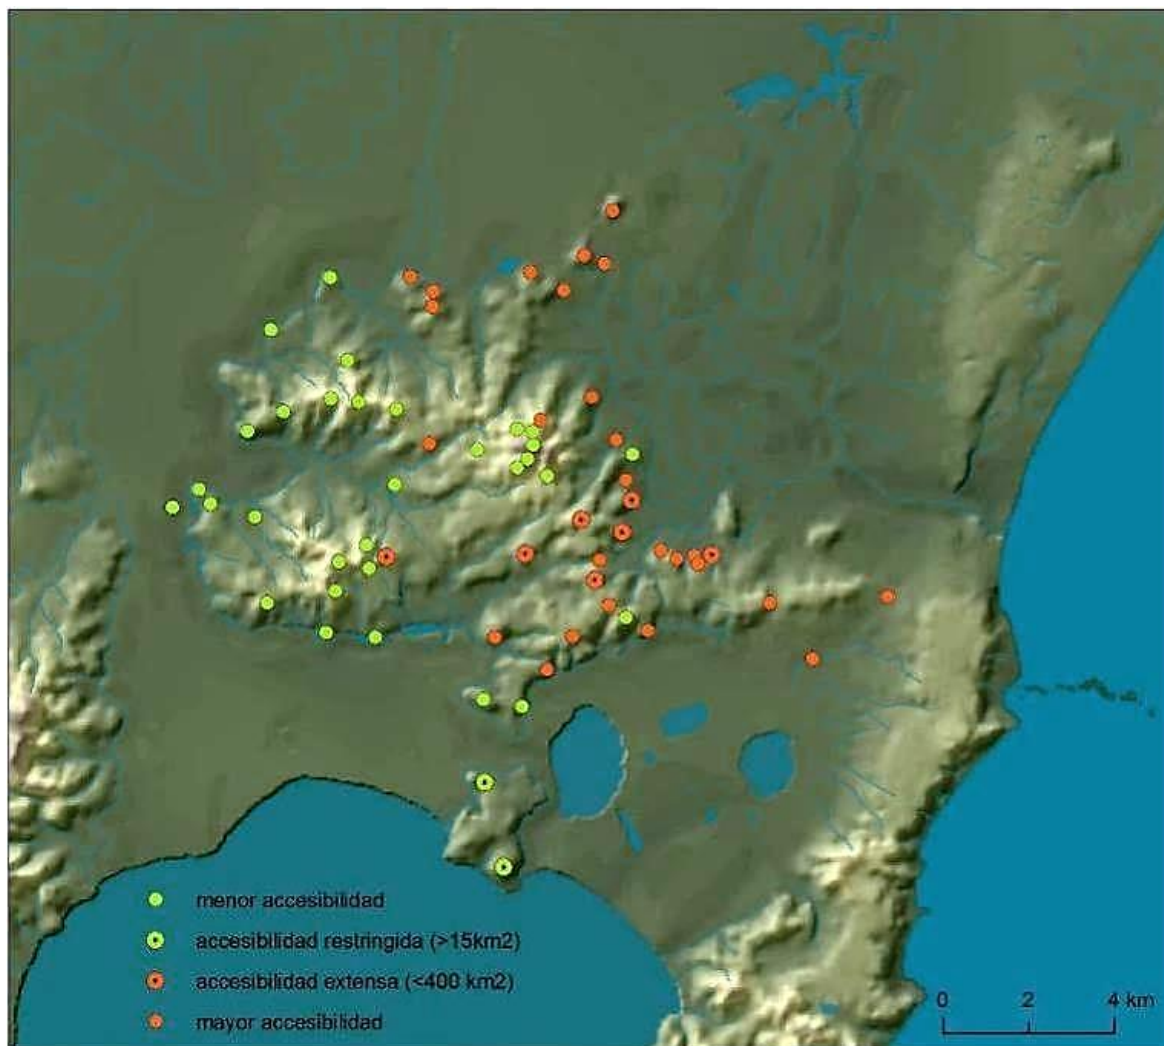 menor accesibilidad
accesibilidad restringida (>15km2)
accesibilidad extensa (<400 km2)
mayor accesibilidad
0 2 4 km